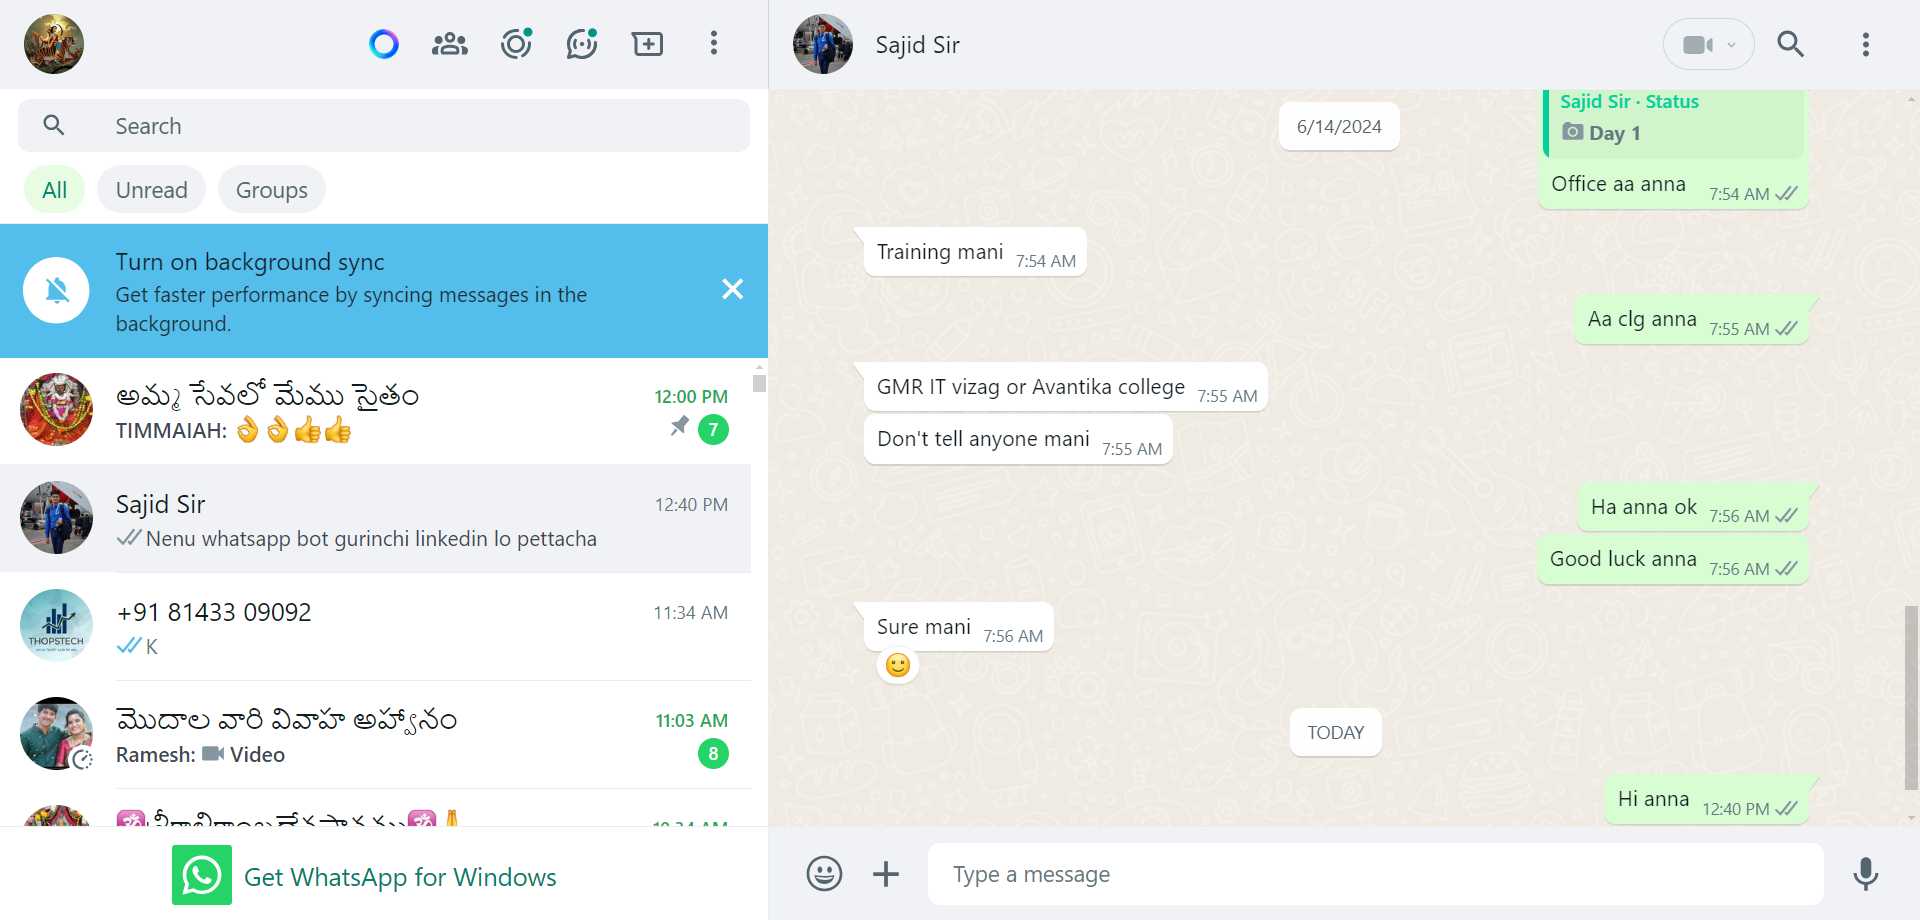 Search
All
Unread
Groups
Turn on background sync
Get faster performance by syncing messages in the
background.
అమ్మ సేవలో మేము సైతం
12:00 PM
TIMMAIAH: 👌👌👍👍
7
Sajid Sir
12:40 PM
Nenu whatsapp bot gurinchi linkedin lo pettacha
THOPSTECH
+91 81433 09092
11:34 AM
K
మొదాల వారి వివాహ అహ్వానం
11:03 AM
Ramesh: Video
8
Get WhatsApp for Windows
Sajid Sir
Sajid Sir · Status
Day 1
6/14/2024
Office aa anna 7:54 AM
Training mani 7:54 AM
Aa clg anna 7:55 AM
GMR IT vizag or Avantika college 7:55 AM
Don't tell anyone mani 7:55 AM
Ha anna ok 7:56 AM
Good luck anna 7:56 AM
Sure mani 7:56 AM
🙂
TODAY
Hi anna 12:40 PM
Type a message